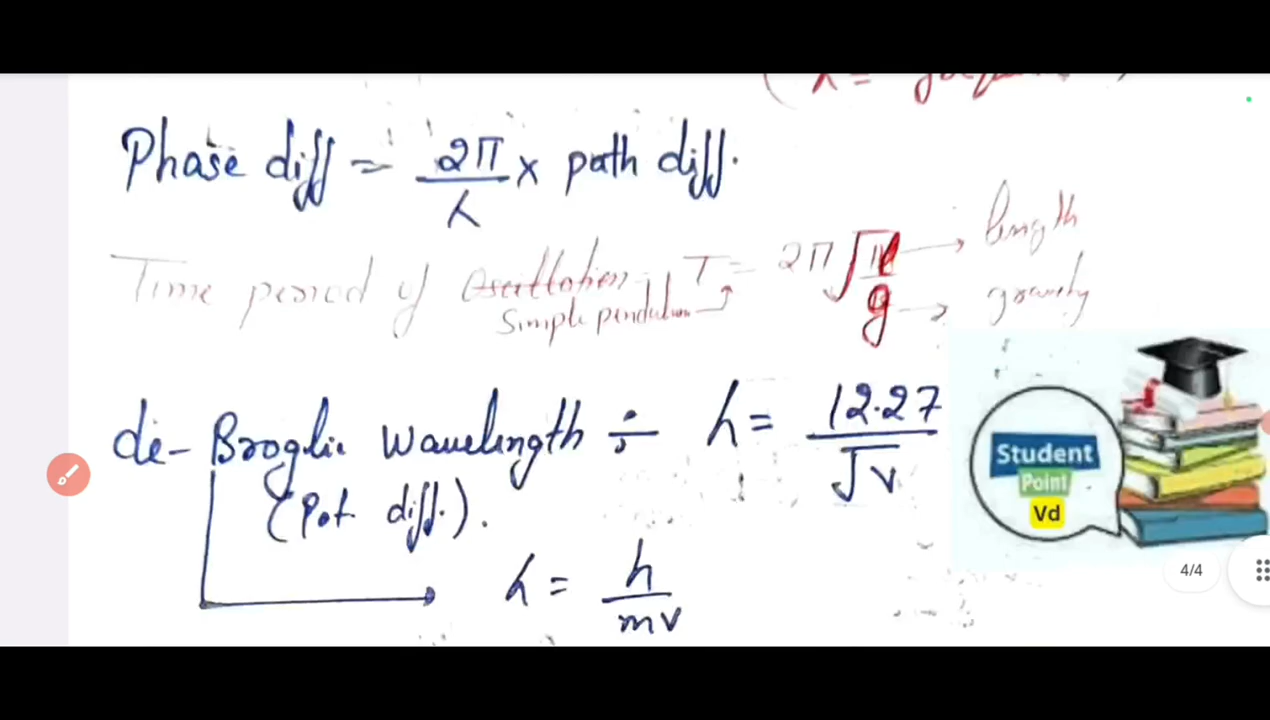 Phase diff = 2π/λ × path diff.
Time period of Oscillation T = 2π√l/g → length
Simple pendulum → gravity
de-Broglie wavelength ÷ λ = 12.27/√V
(Pot. diff.).
λ = h/mv
Student
Point
Vd
4/4